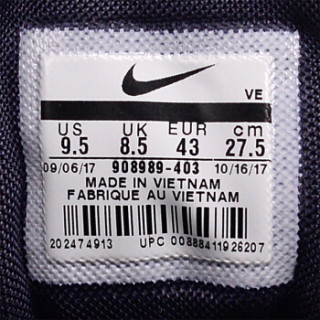 VE
US UK EUR cm
9.5 8.5 43 27.5
09/06/17 908989-403 10/16/17
MADE IN VIETNAM
FABRIQUE AU VIETNAM
202474913 UPC 00888411926207